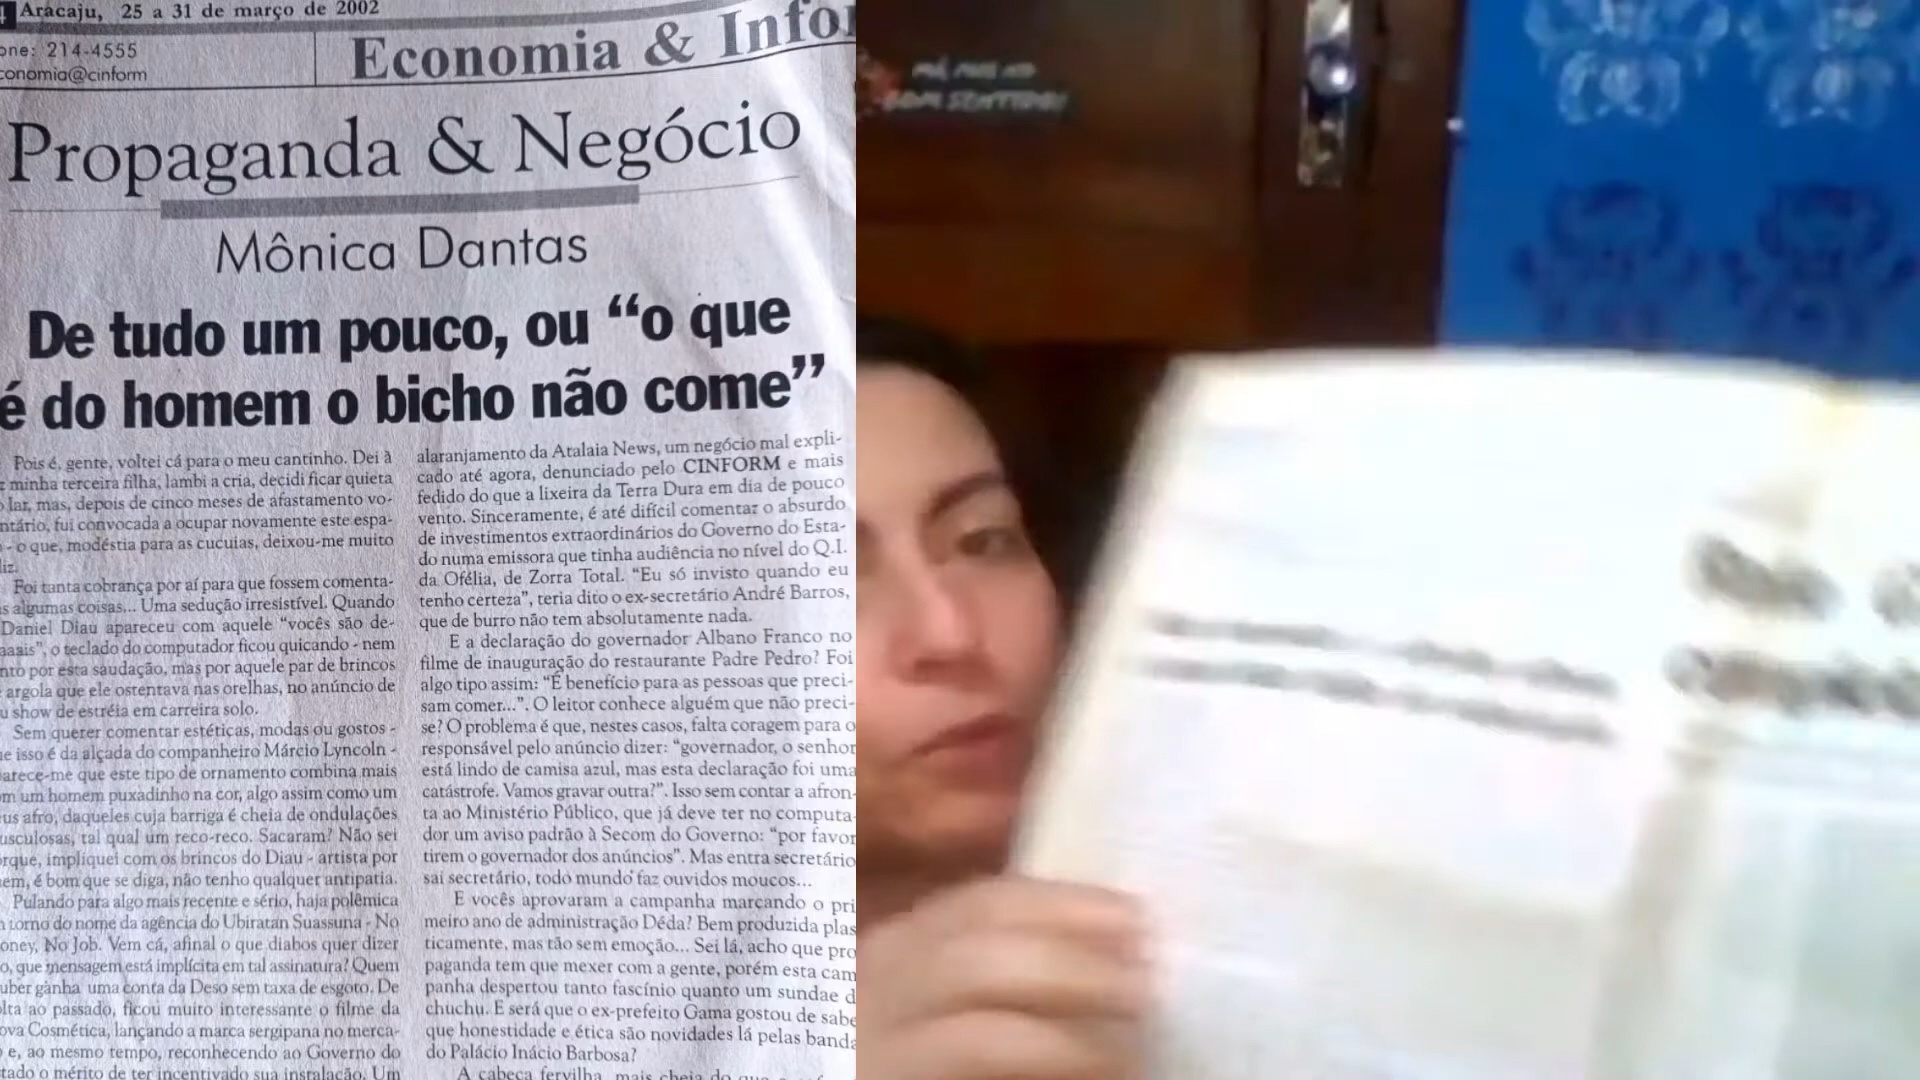 Aracaju, 25 a 31 de março de 2002
one: 214-4555
conomia@cinform
Economia & Infor
Propaganda & Negócio
Mônica Dantas
De tudo um pouco, ou “o que
é do homem o bicho não come”
Pois é, gente, voltei cá para o meu cantinho. Dei à
z minha terceira filha, lambi a cria, decidi ficar quieta
lar, mas, depois de cinco meses de afastamento vo-
ntário, fui convocada a ocupar novamente este espa-
- o que, modéstia para as cucuias, deixou-me muito
liz.
Foi tanta cobrança por aí para que fossem comenta-
s algumas coisas... Uma sedução irresistível. Quando
Daniel Diau apareceu com aquele “vocês são de-
aaais”, o teclado do computador ficou quicando - nem
nto por esta saudação, mas por aquele par de brincos
argola que ele ostentava nas orelhas, no anúncio de
u show de estréia em carreira solo.
Sem querer comentar estéticas, modas ou gostos -
ue isso é da alçada do companheiro Márcio Lyncoln -
arece-me que este tipo de ornamento combina mais
m um homem puxadinho na cor, algo assim como um
us afro, daqueles cuja barriga é cheia de ondulações
usculosas, tal qual um reco-reco. Sacaram? Não sei
rque, impliquei com os brincos do Diau - artista por
em, é bom que se diga, não tenho qualquer antipatia.
Pulando para algo mais recente e sério, haja polêmica
torno do nome da agência do Ubiratan Suassuna - No
oney, No Job. Vem cá, afinal o que diabos quer dizer
o, que mensagem está implícita em tal assinatura? Quem
uber ganha uma conta da Deso sem taxa de esgoto. De
lta ao passado, ficou muito interessante o filme da
ova Cosmética, lançando a marca sergipana no merca-
e, ao mesmo tempo, reconhecendo ao Governo do
tado o mérito de ter incentivado sua instalação. Um
alaranjamento da Atalaia News, um negócio mal expli-
cado até agora, denunciado pelo CINFORM e mais
fedido do que a lixeira da Terra Dura em dia de pouco
vento. Sinceramente, é até difícil comentar o absurdo
de investimentos extraordinários do Governo do Esta-
do numa emissora que tinha audiência no nível do Q.I.
da Ofélia, de Zorra Total. “Eu só invisto quando eu
tenho certeza”, teria dito o ex-secretário André Barros,
que de burro não tem absolutamente nada.
E a declaração do governador Albano Franco no
filme de inauguração do restaurante Padre Pedro? Foi
algo tipo assim: “É benefício para as pessoas que preci-
sam comer...”. O leitor conhece alguém que não preci-
se? O problema é que, nestes casos, falta coragem para o
responsável pelo anúncio dizer: “governador, o senhor
está lindo de camisa azul, mas esta declaração foi uma
catástrofe. Vamos gravar outra?”. Isso sem contar a afron-
ta ao Ministério Público, que já deve ter no computa-
dor um aviso padrão à Secom do Governo: “por favor
tirem o governador dos anúncios”. Mas entra secretário
sai secretário, todo mundo faz ouvidos moucos...
E vocês aprovaram a campanha marcando o pri
meiro ano de administração Déda? Bem produzida plas
ticamente, mas tão sem emoção... Sei lá, acho que pro
paganda tem que mexer com a gente, porém esta cam
panha despertou tanto fascínio quanto um sundae d
chuchu. E será que o ex-prefeito Gama gostou de sabe
que honestidade e ética são novidades lá pelas banda
do Palácio Inácio Barbosa?
A cabeça fervilha, mais cheia do que
BOM SENTIDO!